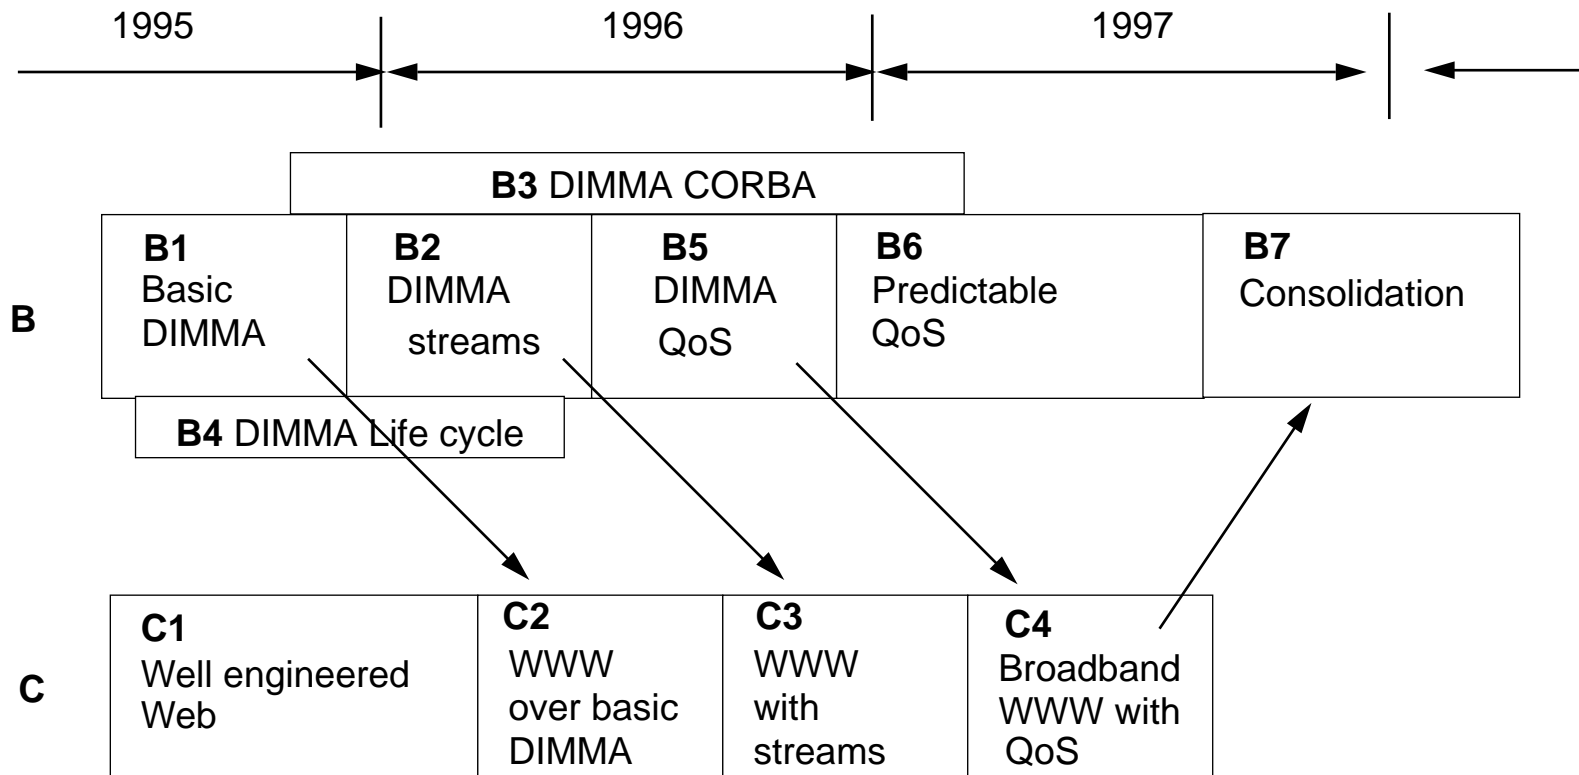 1995
1996
1997
B3 DIMMA CORBA
B
B1
Basic
DIMMA
B2
DIMMA
streams
B5
DIMMA
QoS
B6
Predictable
QoS
B7
Consolidation
B4 DIMMA Life cycle
C
C1
Well engineered
Web
C2
WWW
over basic
DIMMA
C3
WWW
with
streams
C4
Broadband
WWW with
QoS